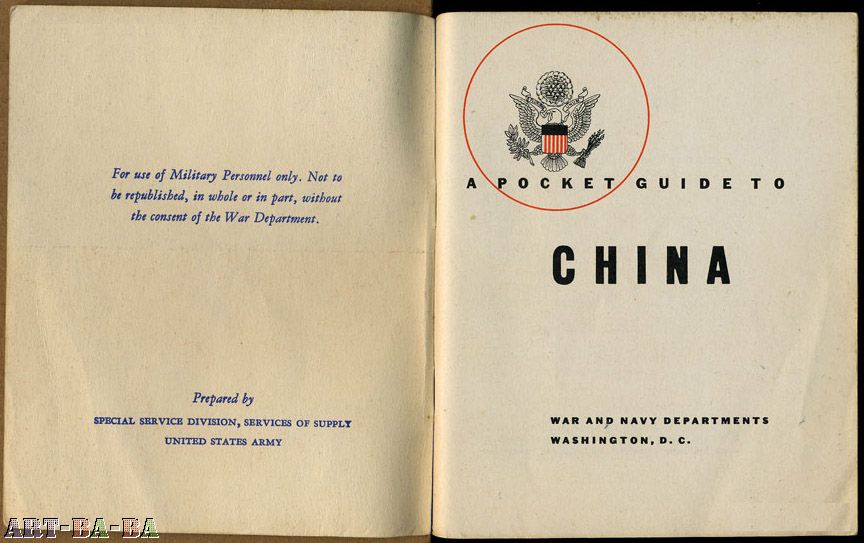 For use of Military Personnel only. Not to
be republished, in whole or in part, without
the consent of the War Department.
Prepared by
SPECIAL SERVICE DIVISION, SERVICES OF SUPPLY
UNITED STATES ARMY
A POCKET GUIDE TO
CHINA
WAR AND NAVY DEPARTMENTS
WASHINGTON, D. C.
ART-BA-BA